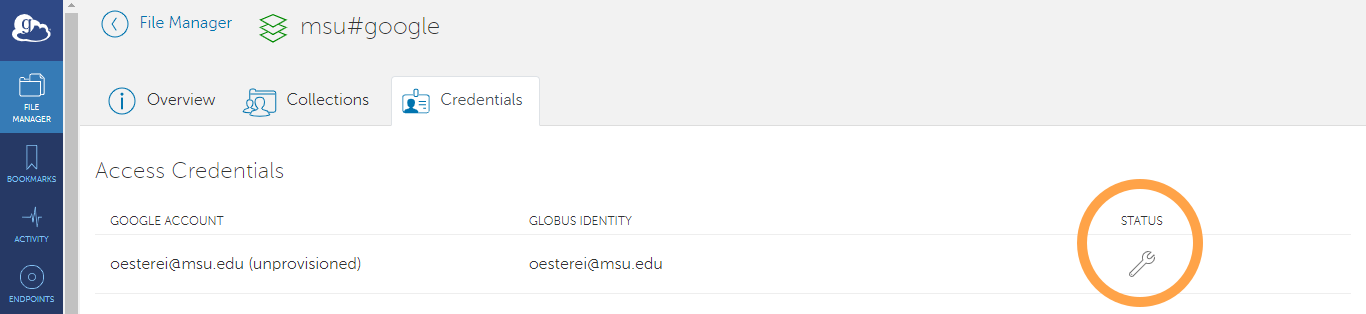 g
File Manager
msu#google
FILE
MANAGER
BOOKMARKS
ACTIVITY
ENDPOINTS
Overview
Collections
Credentials
Access Credentials
GOOGLE ACCOUNT
GLOBUS IDENTITY
STATUS
oesterei@msu.edu (unprovisioned)
oesterei@msu.edu